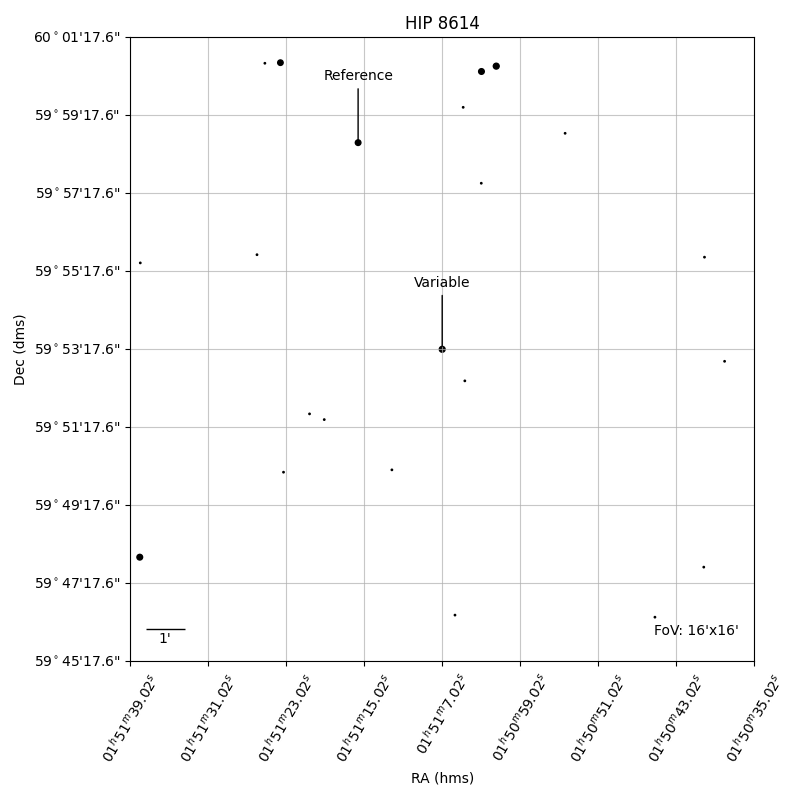 HIP 8614
60°01'17.6"
Reference
59°59'17.6"
59°57'17.6"
59°55'17.6"
Variable
59°53'17.6"
Dec (dms)
59°51'17.6"
59°49'17.6"
59°47'17.6"
1'
FoV: 16'x16'
59°45'17.6"
01ʰ51ᵐ39.02ˢ
01ʰ51ᵐ31.02ˢ
01ʰ51ᵐ23.02ˢ
01ʰ51ᵐ15.02ˢ
01ʰ51ᵐ7.02ˢ
01ʰ50ᵐ59.02ˢ
01ʰ50ᵐ51.02ˢ
01ʰ50ᵐ43.02ˢ
01ʰ50ᵐ35.02ˢ
RA (hms)